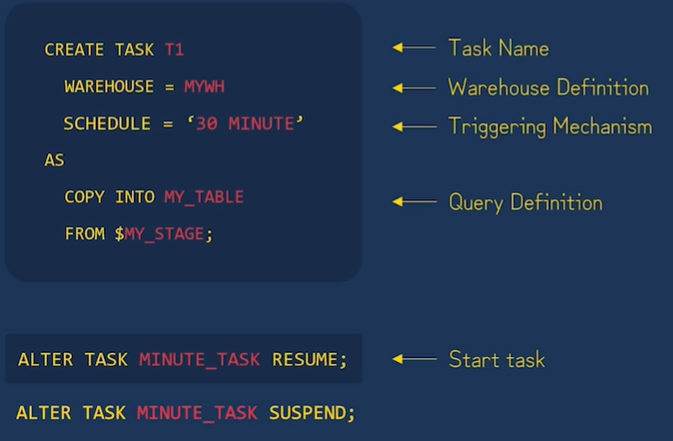 CREATE TASK T1
Task Name
WAREHOUSE = MYWH
Warehouse Definition
SCHEDULE = ‘30 MINUTE’
Triggering Mechanism
AS
COPY INTO MY_TABLE
Query Definition
FROM $MY_STAGE;
ALTER TASK MINUTE_TASK RESUME;
Start task
ALTER TASK MINUTE_TASK SUSPEND;